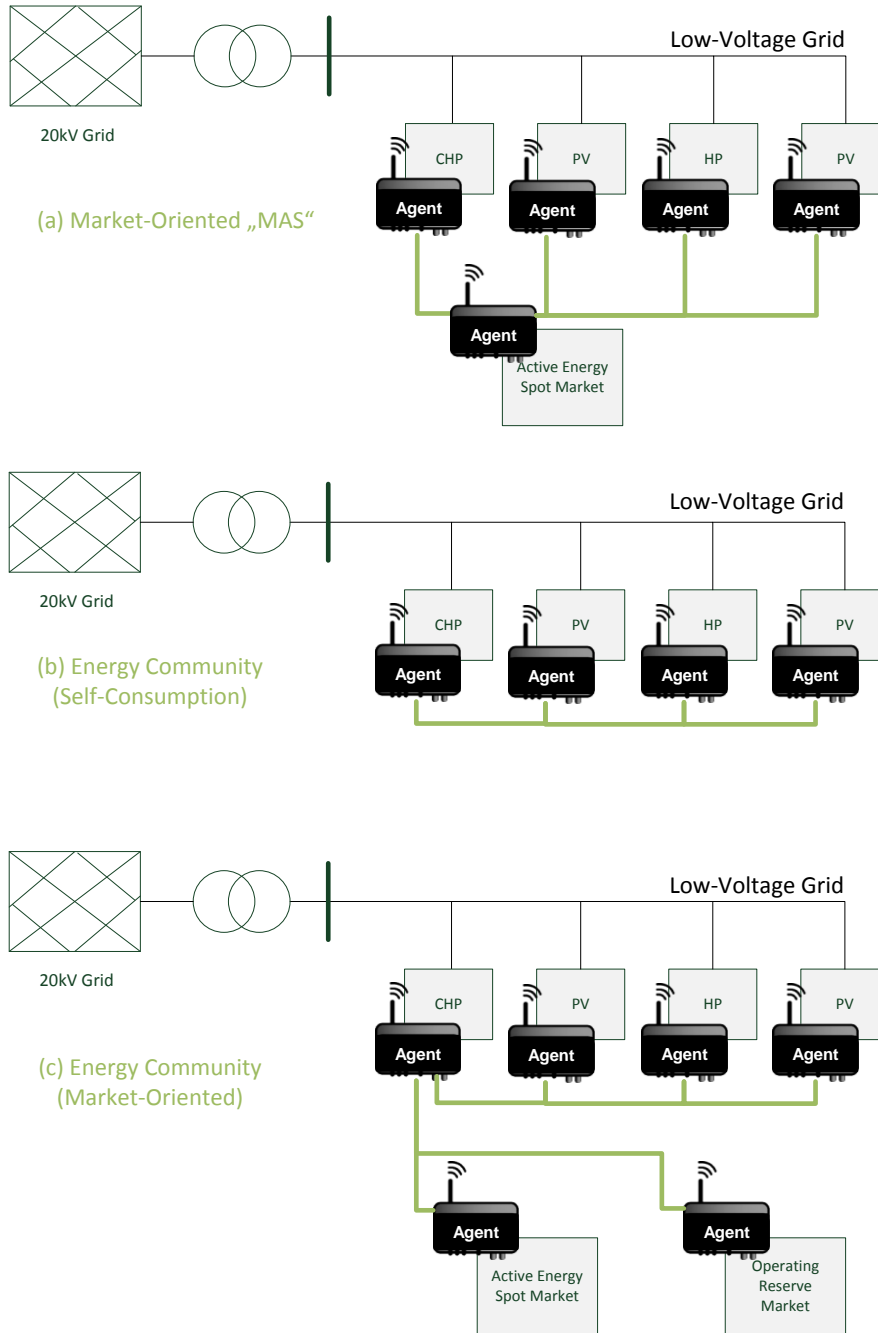 Low-Voltage Grid
20kV Grid
CHP
PV
HP
PV
(a) Market-Oriented „MAS“
Agent
Agent
Agent
Agent
Agent
Active Energy
Spot Market
Low-Voltage Grid
20kV Grid
CHP
PV
HP
PV
(b) Energy Community
(Self-Consumption)
Agent
Agent
Agent
Agent
Low-Voltage Grid
20kV Grid
CHP
PV
HP
PV
(c) Energy Community
(Market-Oriented)
Agent
Agent
Agent
Agent
Agent
Agent
Active Energy
Spot Market
Operating
Reserve
Market